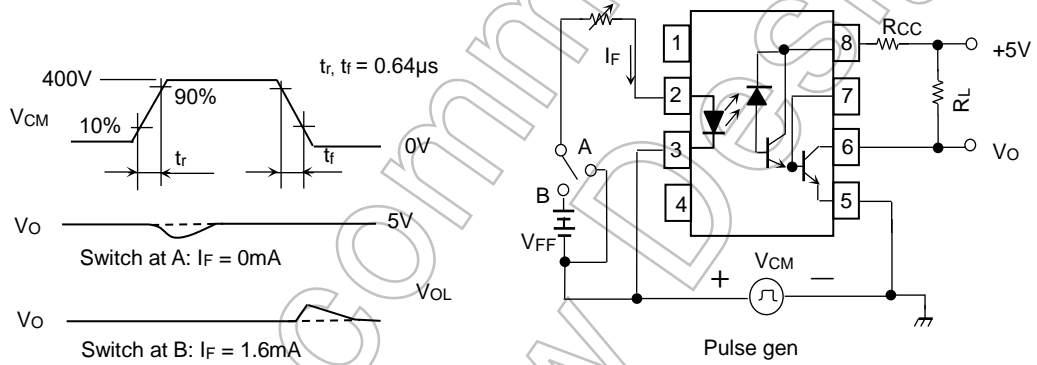 400V
tr, tf = 0.64μs
VCM
90%
10%
0V
tr
tf
VO
5V
Switch at A: IF = 0mA
VOL
VO
Switch at B: IF = 1.6mA
IF
1
2
3
4
8
7
6
5
RCC
+5V
RL
VO
A
B
VFF
VCM
+
−
Pulse gen